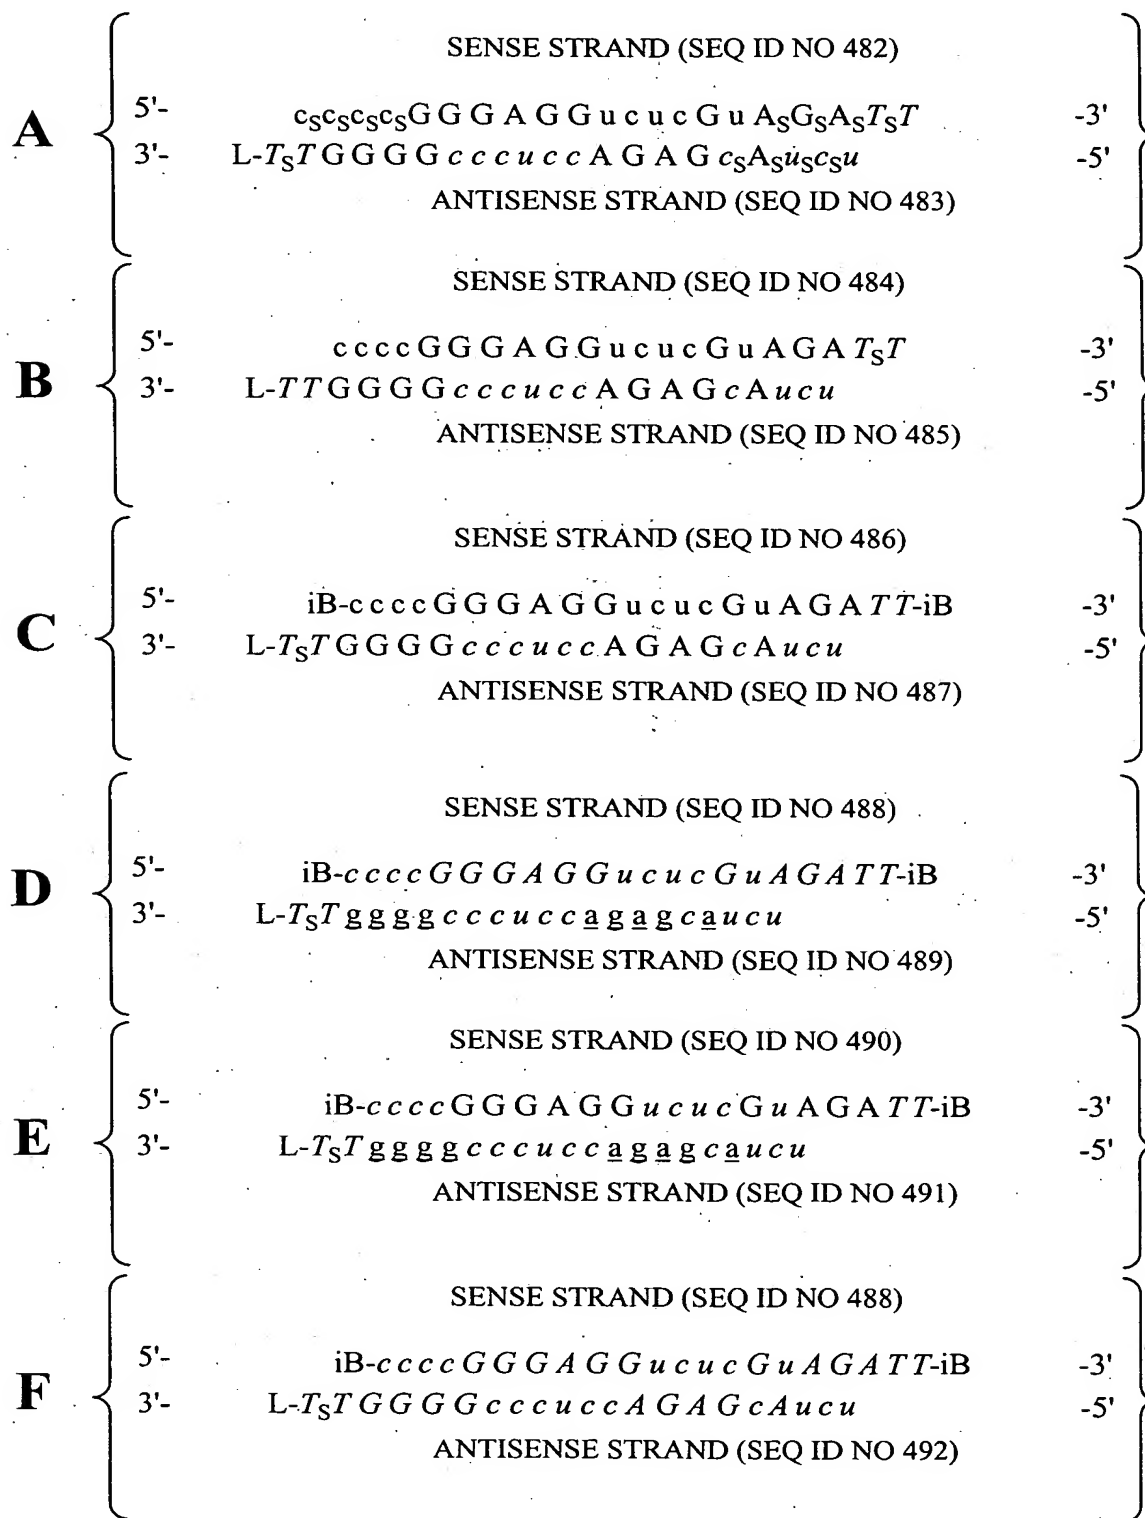 SENSE STRAND (SEQ ID NO 482)
A
5'- cscscscsG G G A G G u c u c G u AsGsAsTsT -3'
3'- L-TsT G G G G c c c u c c A G A G csAsuscsu -5'
ANTISENSE STRAND (SEQ ID NO 483)
SENSE STRAND (SEQ ID NO 484)
B
5'- c c c c G G G A G G u c u c G u A G A TsT -3'
3'- L-T T G G G G c c c u c c A G A G c A u c u -5'
ANTISENSE STRAND (SEQ ID NO 485)
SENSE STRAND (SEQ ID NO 486)
C
5'- iB-c c c c G G G A G G u c u c G u A G A T T-iB -3'
3'- L-TsT G G G G c c c u c c A G A G c A u c u -5'
ANTISENSE STRAND (SEQ ID NO 487)
SENSE STRAND (SEQ ID NO 488)
D
5'- iB-c c c c G G G A G G u c u c G u A G A T T-iB -3'
3'- L-TsT g g g g c c c u c c a g a g c a u c u -5'
ANTISENSE STRAND (SEQ ID NO 489)
SENSE STRAND (SEQ ID NO 490)
E
5'- iB-c c c c G G G A G G u c u c G u A G A T T-iB -3'
3'- L-TsT g g g g c c c u c c a g a g c a u c u -5'
ANTISENSE STRAND (SEQ ID NO 491)
SENSE STRAND (SEQ ID NO 488)
F
5'- iB-c c c c G G G A G G u c u c G u A G A T T-iB -3'
3'- L-TsT G G G G c c c u c c A G A G c A u c u -5'
ANTISENSE STRAND (SEQ ID NO 492)